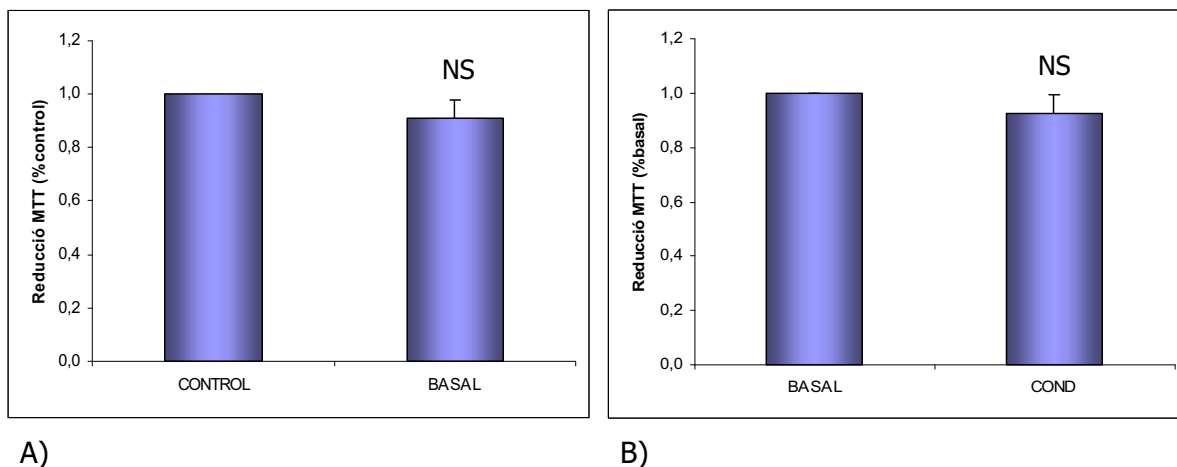 1,2
1,0
0,8
0,6
0,4
0,2
0,0
Reducció MTT (%control)
NS
CONTROL BASAL
A)
1,2
1,0
0,8
0,6
0,4
0,2
0,0
Reducció MTT (%basal)
NS
BASAL COND
B)